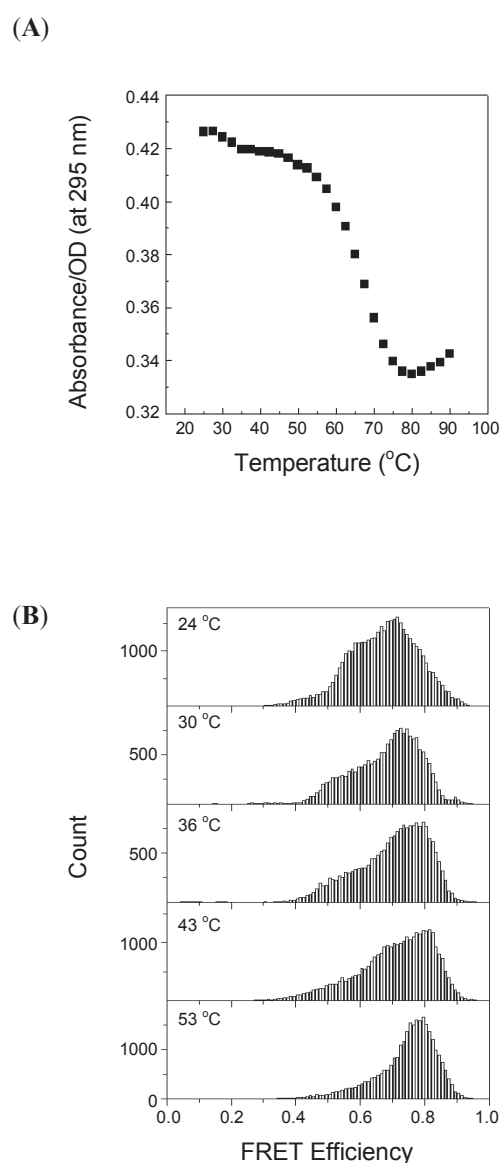 (A)
0.44
0.42
0.40
0.38
0.36
0.34
0.32
Absorbance/OD (at 295 nm)
20 30 40 50 60 70 80 90 100
Temperature (°C)
(B)
24 °C
1000
30 °C
500
36 °C
500
43 °C
1000
53 °C
1000
0
Count
0.0 0.2 0.4 0.6 0.8 1.0
FRET Efficiency